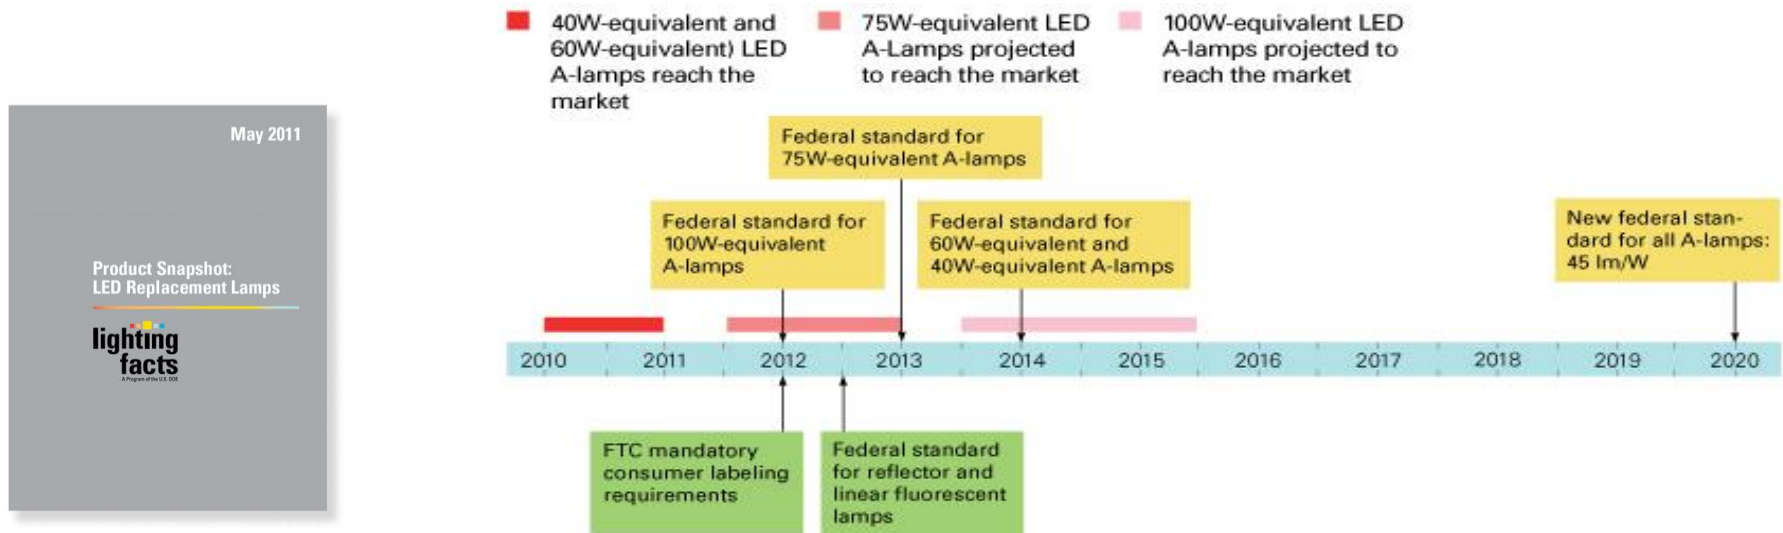 May 2011
Product Snapshot:
LED Replacement Lamps
lighting
facts
A Program of the U.S. DOE
40W-equivalent and
60W-equivalent) LED
A-lamps reach the
market
75W-equivalent LED
A-Lamps projected
to reach the market
100W-equivalent LED
A-lamps projected to
reach the market
Federal standard for
75W-equivalent A-lamps
Federal standard for
100W-equivalent
A-lamps
Federal standard for
60W-equivalent and
40W-equivalent A-lamps
New federal stan-
dard for all A-lamps:
45 lm/W
2010 2011 2012 2013 2014 2015 2016 2017 2018 2019 2020
FTC mandatory
consumer labeling
requirements
Federal standard
for reflector and
linear fluorescent
lamps